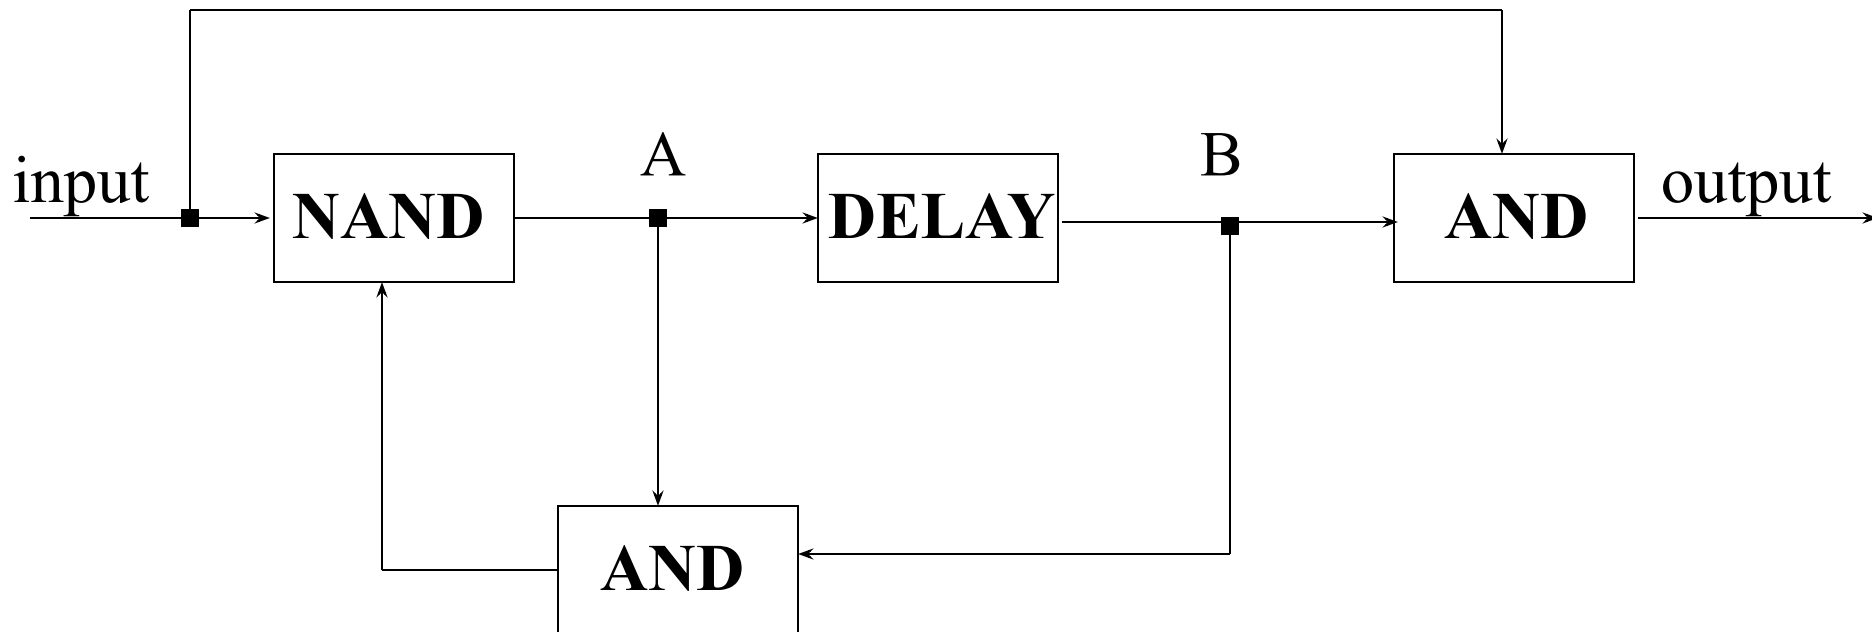 input
NAND
A
DELAY
B
AND
output
AND